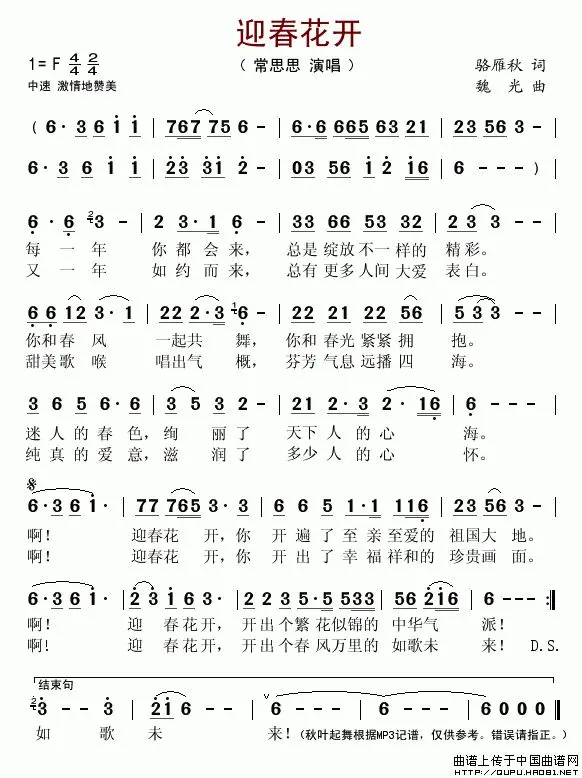 迎春花开
1=F 4/4 2/4
（常思思 演唱）
骆雁秋 词
中速 激情地赞美
魏 光 曲
（6· 3 6 1 1 | 767 75 6 - | 6·6 665 63 63 | 23 56 3 - |
6· 3 6 1 1 | 23 31 2 - | 03 56 1 2 16 | 6 - - - ）|
6· 6 3 - | 2 3·1 6 - | 33 66 53 32 | 2 3 3 - |
每一年 你都会来， 总是绽放不一样的 精彩。
又一年 如约而来， 总有更多人间大爱 表白。
66 12 3·1 | 22 2·3 6 - | 22 35 66 56 | 5 3 3 - |
你和春风 一起共舞， 你和春光紧紧拥 抱。
甜美歌喉 唱出气概， 芬芳气息远播四 海。
3 6 5 6·6 | 3 5 3 2 - | 21 2·3 2· 16 | 6 - - - |
迷人的春色，绚丽了 天下人的心 海。
纯真的爱意，滋润了 多少人的心 怀。
6·3 6 1· | 77 765 3·3 | 6 6 5 1·1 116 | 23 56 3 - |
啊！ 迎春花 开，你 开遍了至亲至爱的 祖国大地。
啊！ 迎春花 开，你 开出了幸福祥和的 珍贵画面。
6·3 6 1· | 2 3 1 6 3· | 2 2 3 5·5 533 | 56 216 6 - :|
啊！ 迎 春花开，开出个繁花似锦的 中华气 派！
啊! 迎 春花开，开出个春风万里的 如歌未 来！ D.S.
结束句
3 - - 3· | 2 1 - - | 6 - - - | 6 - - - | 6 0 0 0 |
如 歌 未 来！（秋叶起舞根据MP3记谱，仅供参考。错误请指正。）
曲谱上传于中国曲谱网
http://QUPU.HAO81.NET